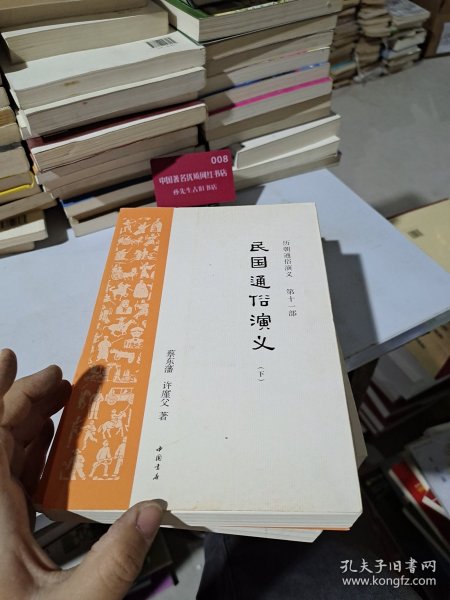 008
中国著名优质网红书店
孙先生古旧书店
历朝通俗演义 第十一部
民国通俗演义
(下)
蔡东藩 许廑父 著
中国书店
孔夫子旧书网
www.kongfz.com